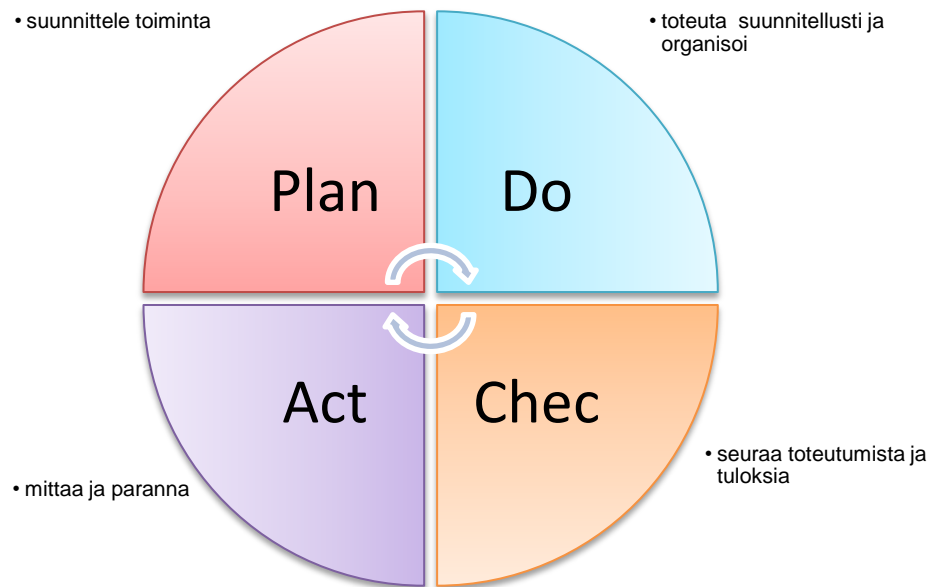 • suunnittele toiminta
• toteuta suunnitellusti ja
organisoi
Plan
Do
Act
Chec
• mittaa ja paranna
• seuraa toteutumista ja
tuloksia